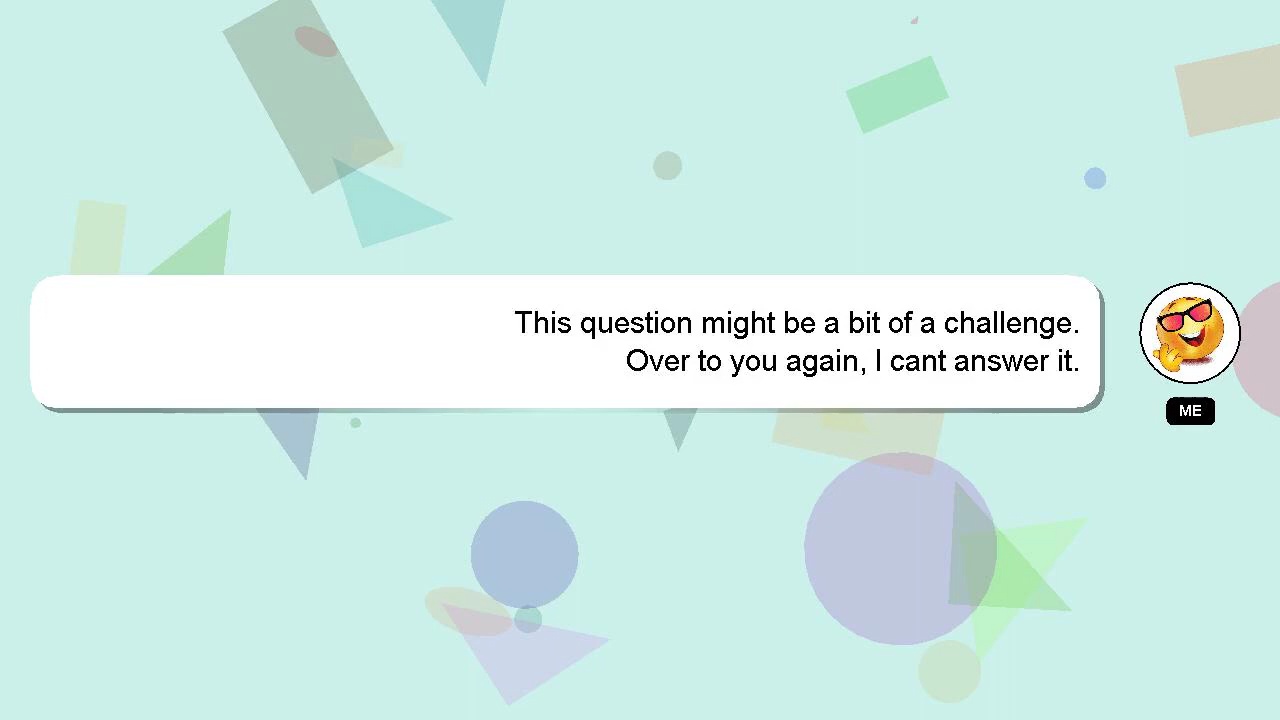 This question might be a bit of a challenge.
Over to you again, I cant answer it.
ME